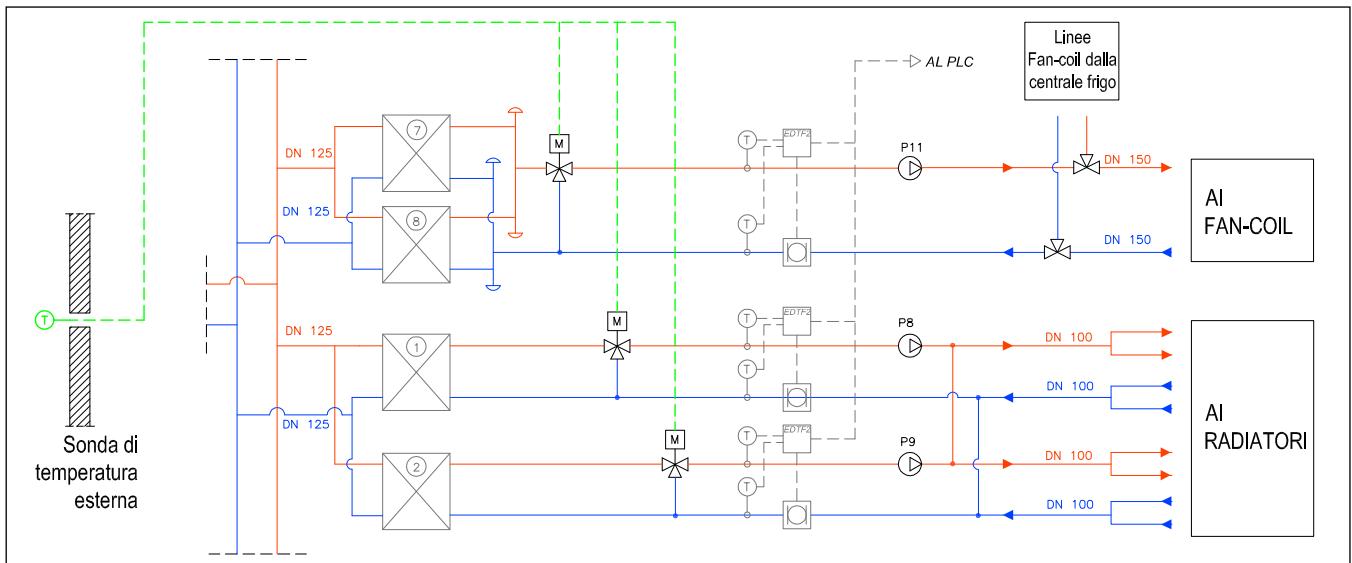 AL PLC
Linee
Fan-coil dalla
centrale frigo
7
M
T
EDTF2
P11
DN 125
DN 150
8
DN 125
T
DN 150
AI
FAN-COIL
T
DN 125
1
M
T
EDTF2
P8
DN 100
T
DN 100
DN 125
M
T
EDTF2
P9
DN 100
2
T
DN 100
AI
RADIATORI
Sonda di
temperatura
esterna